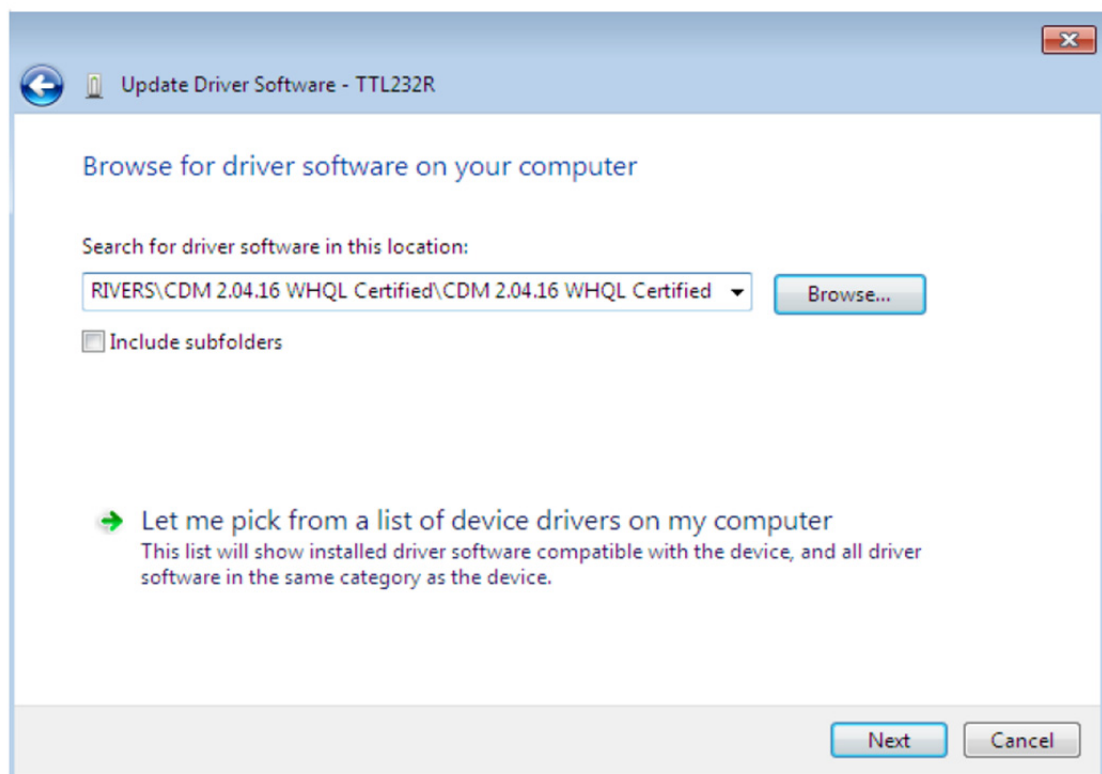 Update Driver Software - TTL232R
Browse for driver software on your computer
Search for driver software in this location:
RIVERS\CDM 2.04.16 WHQL Certified\CDM 2.04.16 WHQL Certified
Browse...
Include subfolders
Let me pick from a list of device drivers on my computer
This list will show installed driver software compatible with the device, and all driver
software in the same category as the device.
Next
Cancel